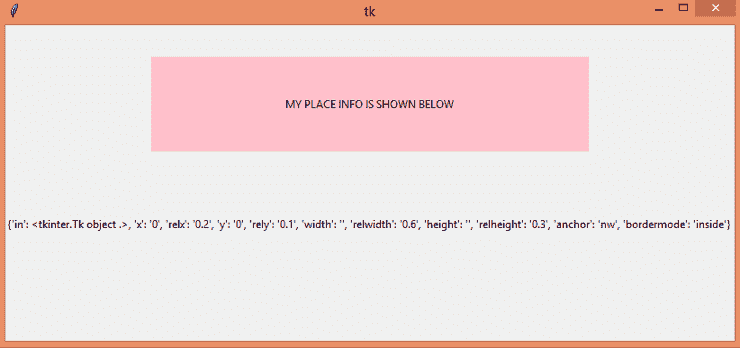 tk
MY PLACE INFO IS SHOWN BELOW
{'in': <tkinter.Tk object .>, 'x': '0', 'relx': '0.2', 'y': '0', 'rely': '0.1', 'width': '', 'relwidth': '0.6', 'height': '', 'relheight': '0.3', 'anchor': 'nw', 'bordermode': 'inside'}